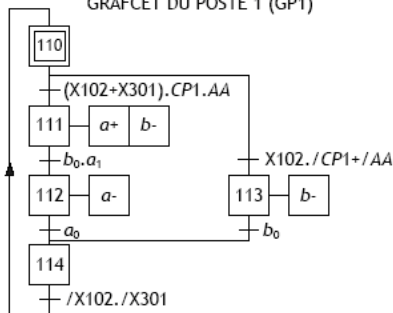 GRAFCET DU POSTE 1 (GP1)
110
(X102+X301).CP1.AA
111 a+ b-
b₀.a₁
X102./CP1+/AA
112 a-
113 b-
a₀
b₀
114
/X102./X301